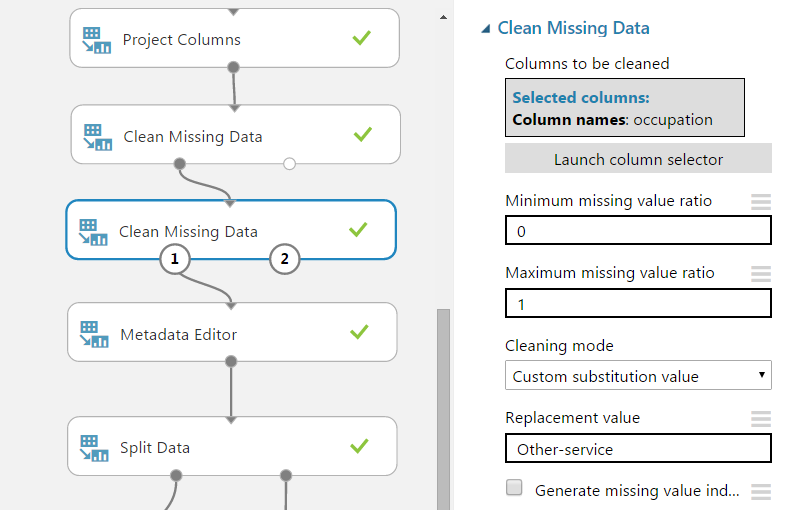 Project Columns
Clean Missing Data
Clean Missing Data
1
2
Metadata Editor
Split Data
Clean Missing Data
Columns to be cleaned
Selected columns:
Column names: occupation
Launch column selector
Minimum missing value ratio
0
Maximum missing value ratio
1
Cleaning mode
Custom substitution value
Replacement value
Other-service
Generate missing value ind...